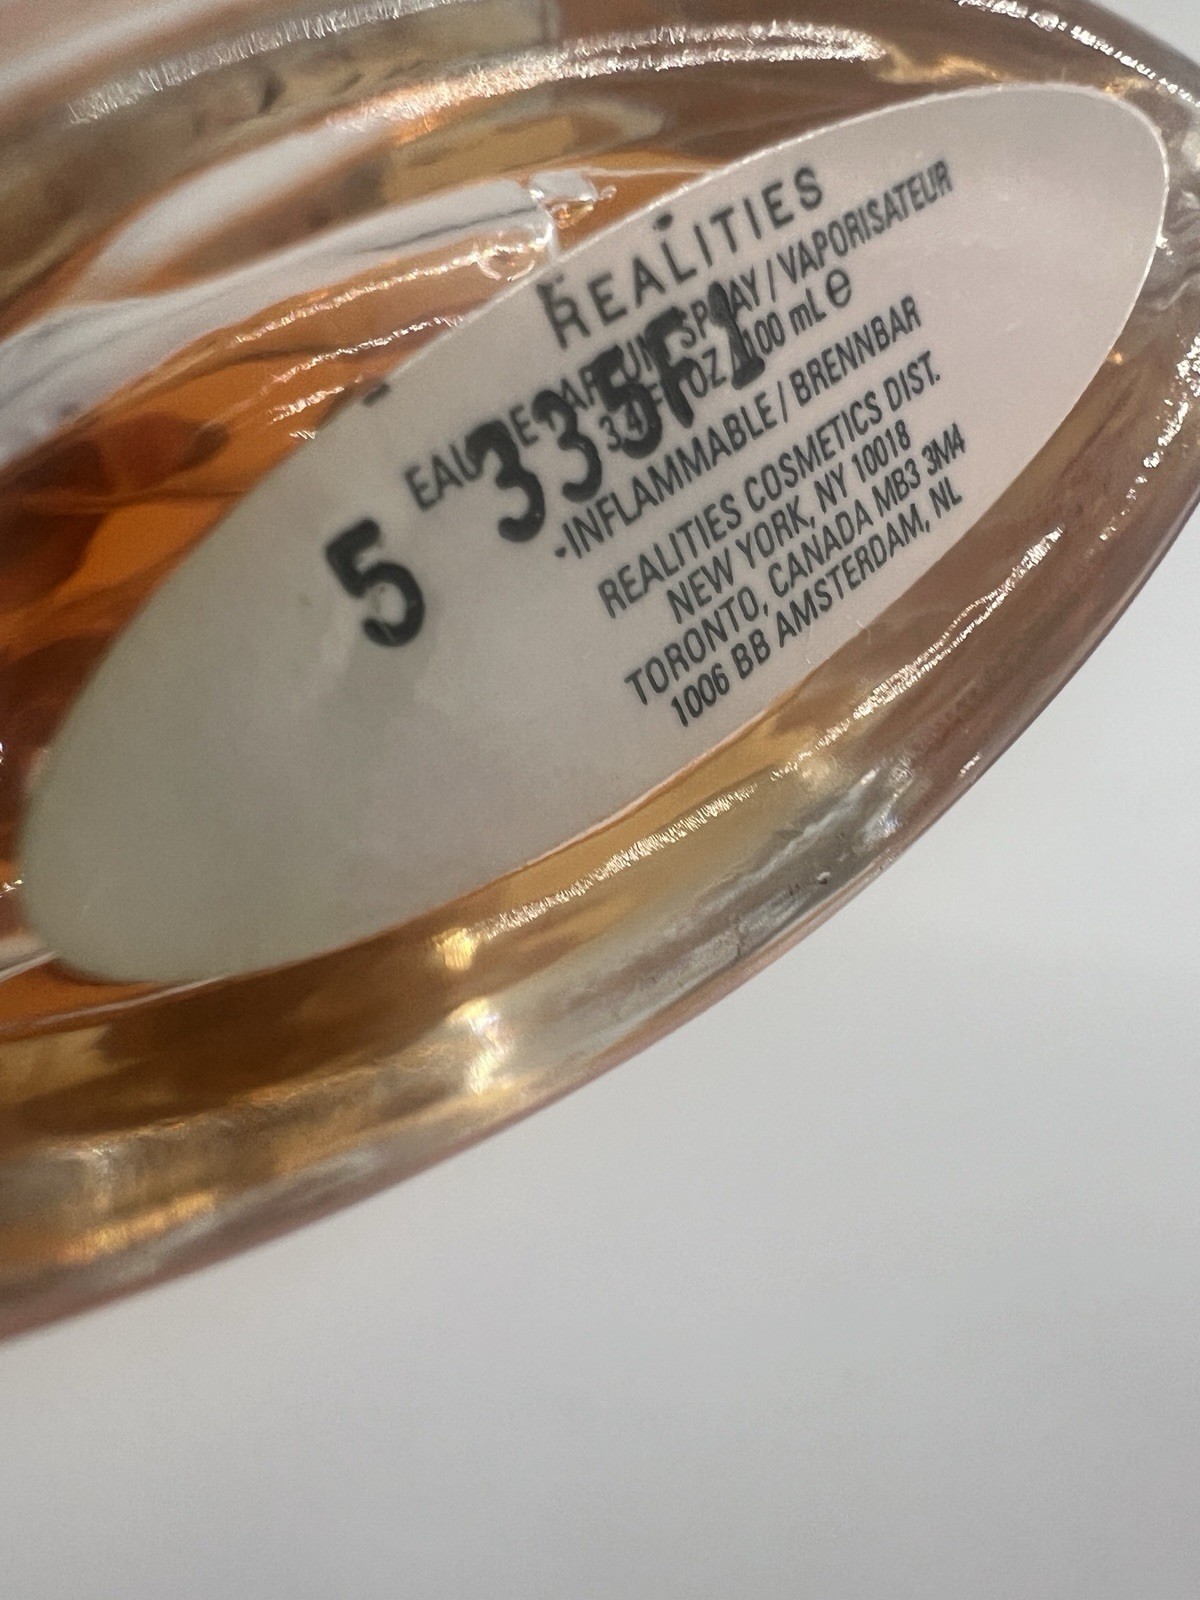 REALITIES
EAU DE PARFUM SPRAY / VAPORISATEUR
3.4 FL OZ 100 mL e
-INFLAMMABLE / BRENNBAR
REALITIES COSMETICS DIST.
NEW YORK, NY 10018
TORONTO, CANADA MB3 3M4
1006 BB AMSTERDAM, NL
5 335F1